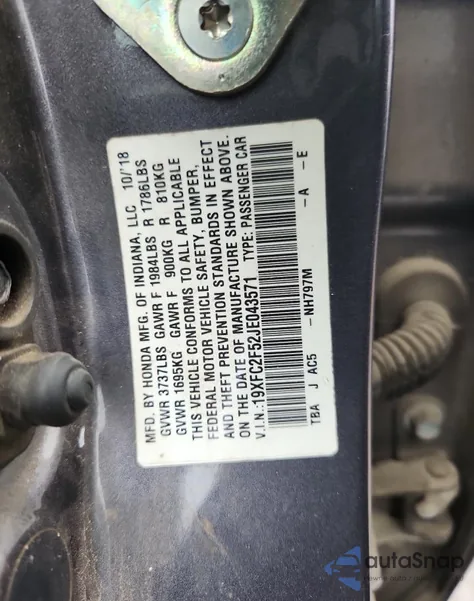 MFD. BY HONDA MFG. OF INDIANA, LLC 10/'18
GVWR 3737LBS GAWR F 1984LBS R 1786LBS
GVWR 1695KG GAWR F 900KG R 810KG
THIS VEHICLE CONFORMS TO ALL APPLICABLE
FEDERAL MOTOR VEHICLE SAFETY, BUMPER,
AND THEFT PREVENTION STANDARDS IN EFFECT
ON THE DATE OF MANUFACTURE SHOWN ABOVE.
V.I.N.:19XFC2F52JE043571 TYPE: PASSENGER CAR
TBA J AC5 -NH797M -A -E
autoSnap